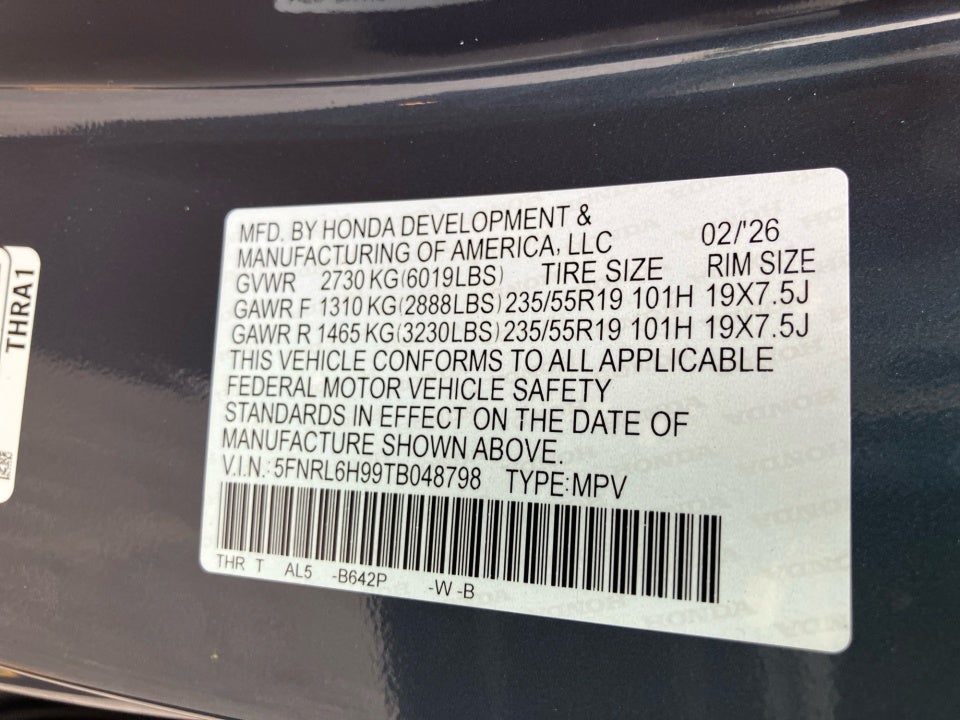 MFD. BY HONDA DEVELOPMENT &
MANUFACTURING OF AMERICA, LLC 02/'26
GVWR 2730 KG(6019LBS) TIRE SIZE RIM SIZE
GAWR F 1310 KG(2888LBS) 235/55R19 101H 19X7.5J
GAWR R 1465 KG(3230LBS) 235/55R19 101H 19X7.5J
THIS VEHICLE CONFORMS TO ALL APPLICABLE
FEDERAL MOTOR VEHICLE SAFETY
STANDARDS IN EFFECT ON THE DATE OF
MANUFACTURE SHOWN ABOVE.
V.I.N.: 5FNRL6H99TB048798 TYPE:MPV
THR T AL5 -B642P -W -B
THRA1